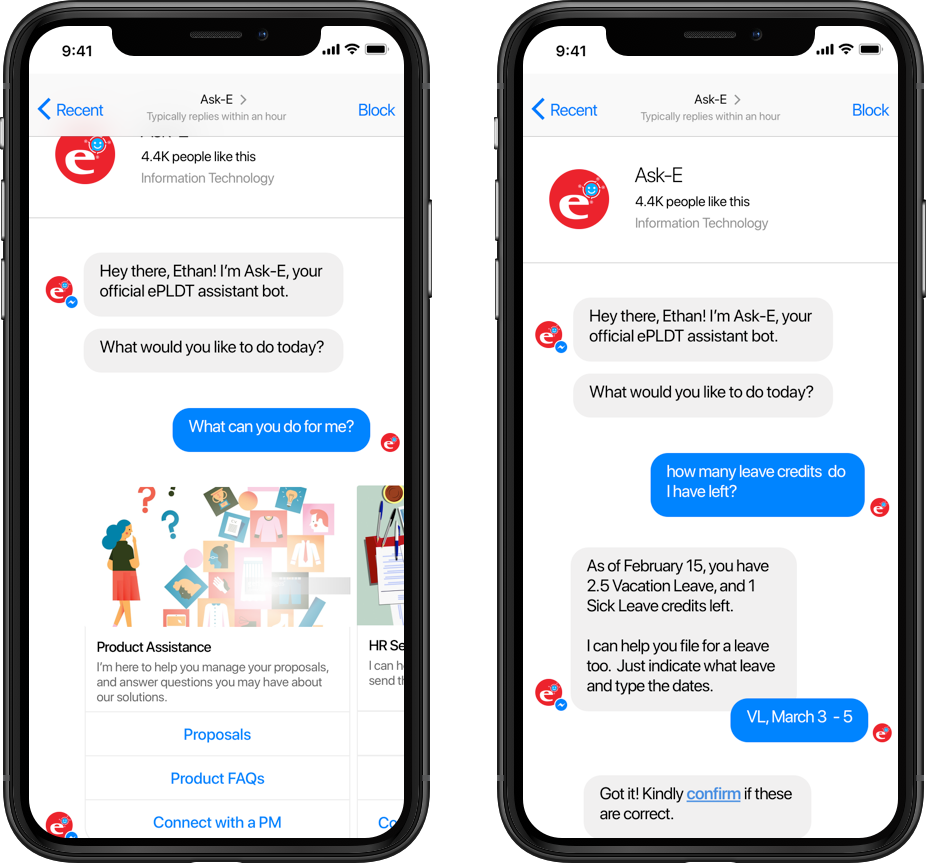 9:41
Recent
Ask-E
Typically replies within an hour
Block
4.4K people like this
Information Technology
Hey there, Ethan! I'm Ask-E, your
official ePLDT assistant bot.
What would you like to do today?
What can you do for me?
Product Assistance
I'm here to help you manage your proposals,
and answer questions you may have about
our solutions.
Proposals
Product FAQs
Connect with a PM
HR Se
I can h
send th
Co
9:41
Recent
Ask-E
Typically replies within an hour
Block
Ask-E
4.4K people like this
Information Technology
Hey there, Ethan! I'm Ask-E, your
official ePLDT assistant bot.
What would you like to do today?
how many leave credits do
I have left?
As of February 15, you have
2.5 Vacation Leave, and 1
Sick Leave credits left.
I can help you file for a leave
too. Just indicate what leave
and type the dates.
VL, March 3 - 5
Got it! Kindly confirm if these
are correct.